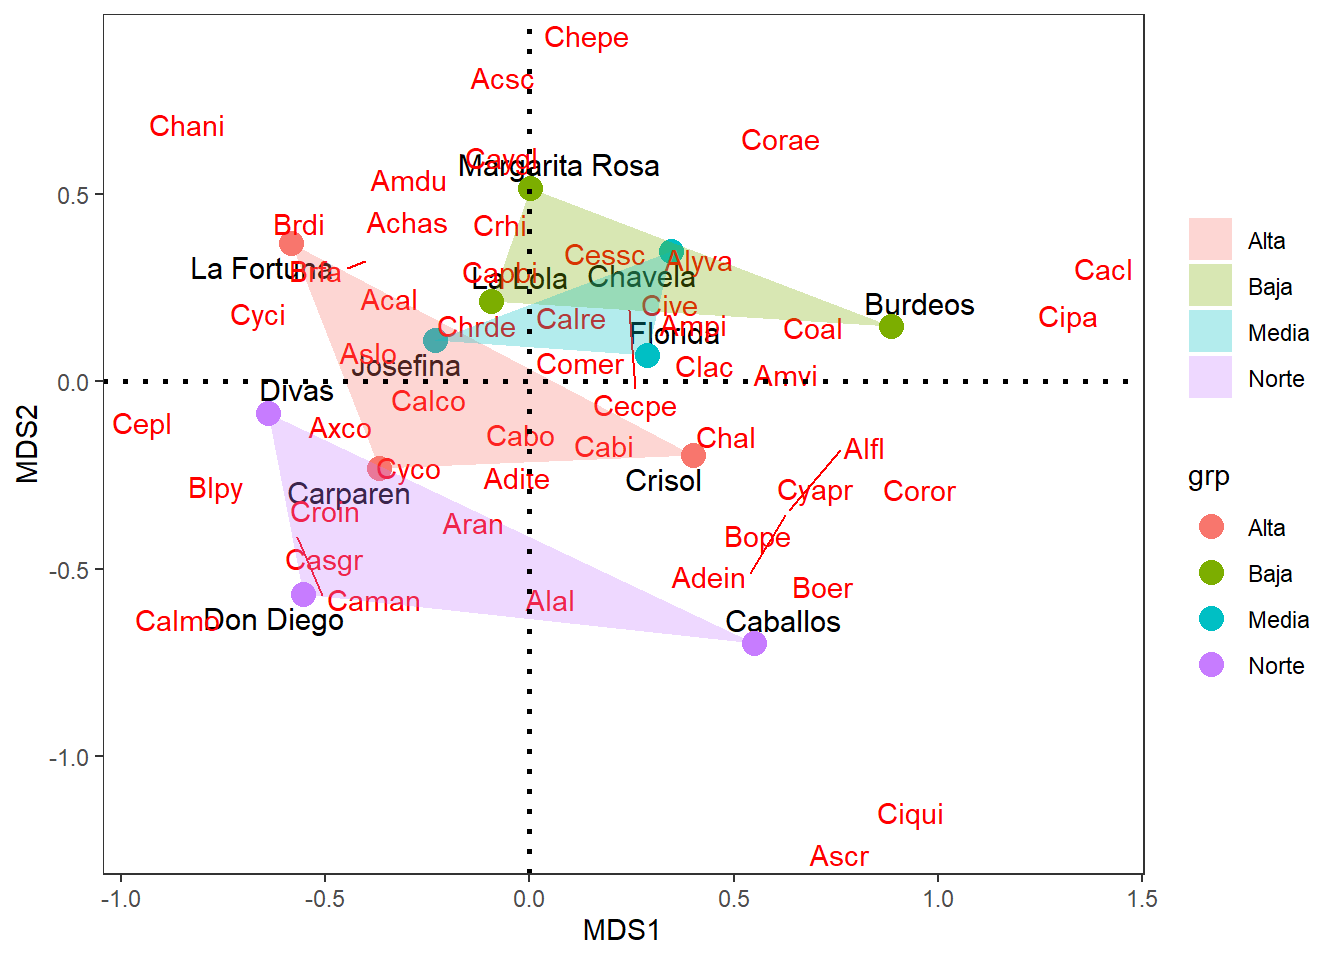 Chepe
Acsc
Chani
Corae
Caygl
Margarita Rosa
Amdu
0.5
Achas
Brdi
Crhi
Alta
Cessc
Alyva
La Fortuna
Brfa
Capbi
La Lola
Chavela
Cacl
Baja
Acal
Cive
Burdeos
Cyci
Calre
Cipa
Chrde
Ampi
Florida
Coal
Media
Aslo
Josefina
Comer
Clac
Amvi
0.0
Divas
Norte
Calco
Cecpe
Cepl
Axco
Cabo
Cabi
Chal
MDS2
Alfl
Cyco
Adite
Crisol
grp
Blpy
Carparen
Cyapr
Coror
Croin
Aran
Alta
Bope
Casgr
-0.5
Adein
Baja
Boer
Caman
Alal
Calmo
Don Diego
Caballos
Media
Norte
-1.0
Ciqui
Ascr
-1.0
-0.5
0.0
0.5
1.0
1.5
MDS1